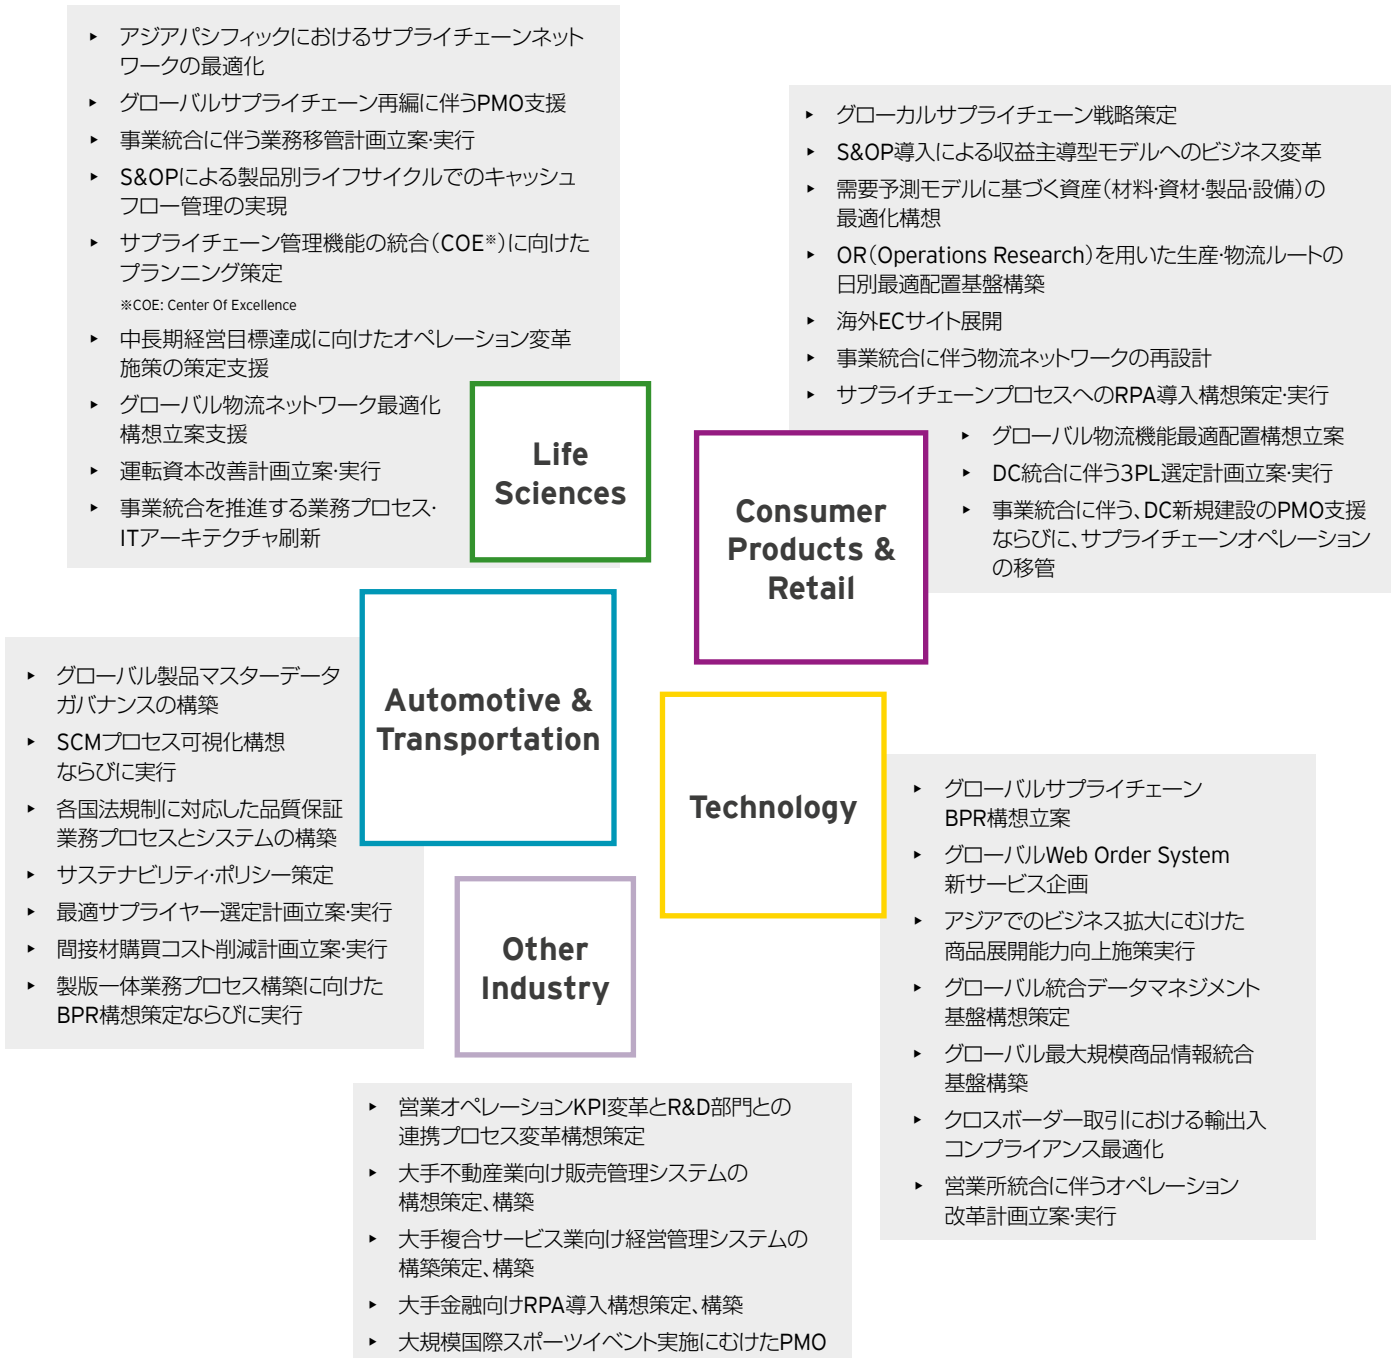 ▸ アジアパシフィックにおけるサプライチェーンネット
ワークの最適化
▸ グローバルサプライチェーン再編に伴うPMO支援
▸ 事業統合に伴う業務移管計画立案・実行
▸ S&OPによる製品別ライフサイクルでのキャッシュ
フロー管理の実現
▸ サプライチェーン管理機能の統合（COE※）に向けた
プランニング策定
※COE: Center Of Excellence
▸ 中長期経営目標達成に向けたオペレーション変革
施策の策定支援
▸ グローバル物流ネットワーク最適化
構想立案支援
▸ 運転資本改善計画立案・実行
▸ 事業統合を推進する業務プロセス・
ITアーキテクチャ刷新
Life
Sciences
▸ グローカルサプライチェーン戦略策定
▸ S&OP導入による収益主導型モデルへのビジネス変革
▸ 需要予測モデルに基づく資産（材料・資材・製品・設備）の
最適化構想
▸ OR（Operations Research）を用いた生産・物流ルートの
日別最適配置基盤構築
▸ 海外ECサイト展開
▸ 事業統合に伴う物流ネットワークの再設計
▸ サプライチェーンプロセスへのRPA導入構想策定・実行
▸ グローバル物流機能最適配置構想立案
▸ DC統合に伴う3PL選定計画立案・実行
▸ 事業統合に伴う、DC新規建設のPMO支援
ならびに、サプライチェーンオペレーション
の移管
Consumer
Products &
Retail
▸ グローバル製品マスターデータ
ガバナンスの構築
▸ SCMプロセス可視化構想
ならびに実行
▸ 各国法規制に対応した品質保証
業務プロセスとシステムの構築
▸ サステナビリティ・ポリシー策定
▸ 最適サプライヤー選定計画立案・実行
▸ 間接材購買コスト削減計画立案・実行
▸ 製版一体業務プロセス構築に向けた
BPR構想策定ならびに実行
Automotive &
Transportation
Technology
▸ グローバルサプライチェーン
BPR構想立案
▸ グローバルWeb Order System
新サービス企画
▸ アジアでのビジネス拡大にむけた
商品展開能力向上施策実行
▸ グローバル統合データマネジメント
基盤構想策定
▸ グローバル最大規模商品情報統合
基盤構築
▸ クロスボーダー取引における輸出入
コンプライアンス最適化
▸ 営業所統合に伴うオペレーション
改革計画立案・実行
Other
Industry
▸ 営業オペレーションKPI変革とR&D部門との
連携プロセス変革構想策定
▸ 大手不動産業向け販売管理システムの
構想策定、構築
▸ 大手複合サービス業向け経営管理システムの
構築策定、構築
▸ 大手金融向けRPA導入構想策定、構築
▸ 大規模国際スポーツイベント実施にむけたPMO